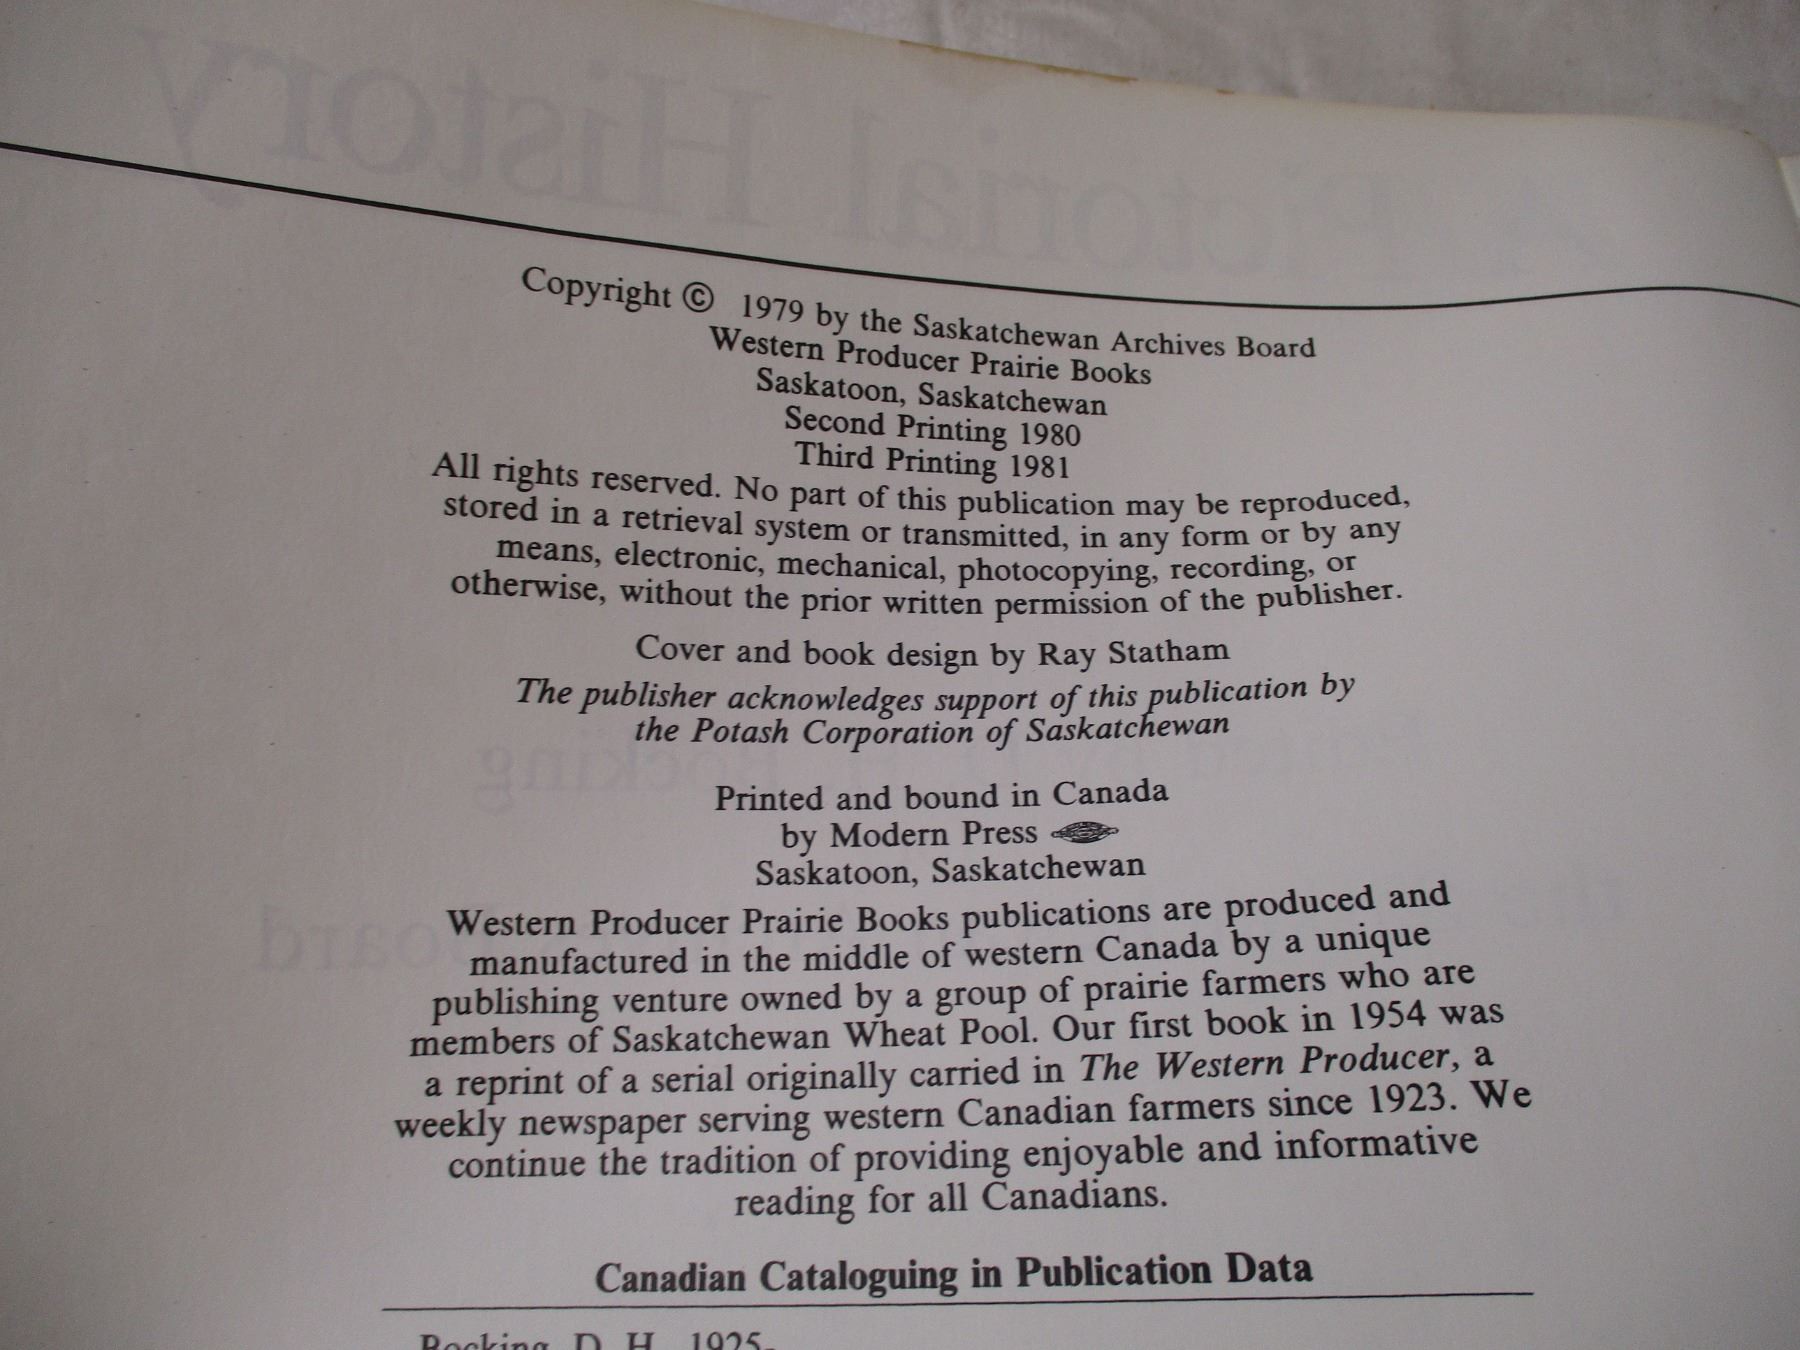 Copyright © 1979 by the Saskatchewan Archives Board
Western Producer Prairie Books
Saskatoon, Saskatchewan
Second Printing 1980
Third Printing 1981
All rights reserved. No part of this publication may be reproduced,
stored in a retrieval system or transmitted, in any form or by any
means, electronic, mechanical, photocopying, recording, or
otherwise, without the prior written permission of the publisher.
Cover and book design by Ray Statham
The publisher acknowledges support of this publication by
the Potash Corporation of Saskatchewan
Printed and bound in Canada
by Modern Press
Saskatoon, Saskatchewan
Western Producer Prairie Books publications are produced and
manufactured in the middle of western Canada by a unique
publishing venture owned by a group of prairie farmers who are
members of Saskatchewan Wheat Pool. Our first book in 1954 was
a reprint of a serial originally carried in The Western Producer, a
weekly newspaper serving western Canadian farmers since 1923. We
continue the tradition of providing enjoyable and informative
reading for all Canadians.
Canadian Cataloguing in Publication Data
Bocking, D. H., 1925-